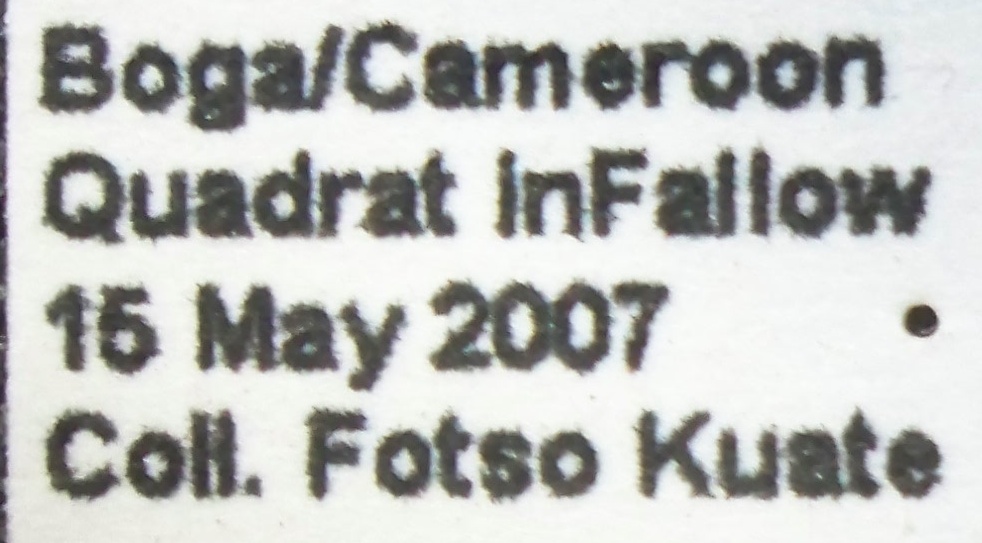 Boga/Cameroon
Quadrat inFallow
15 May 2007
Coll. Fotso Kuate